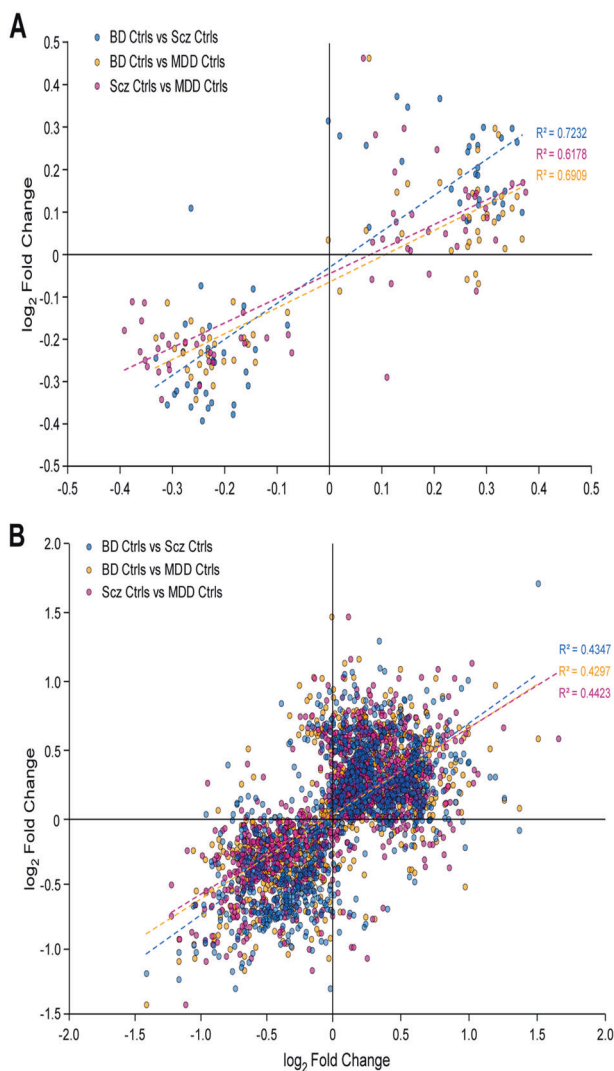 A
BD Ctrls vs Scz Ctrls
BD Ctrls vs MDD Ctrls
Scz Ctrls vs MDD Ctrls
0.5
0.4
0.3
0.2
0.1
0
-0.1
-0.2
-0.3
-0.4
-0.5
log2 Fold Change
R² = 0.7232
R² = 0.6178
R² = 0.6909
-0.5 -0.4 -0.3 -0.2 -0.1 0 0.1 0.2 0.3 0.4 0.5
B
BD Ctrls vs Scz Ctrls
BD Ctrls vs MDD Ctrls
Scz Ctrls vs MDD Ctrls
2.0
1.5
1.0
0.5
0
-0.5
-1.0
-1.5
log2 Fold Change
R² = 0.4347
R² = 0.4297
R² = 0.4423
-2.0 -1.5 -1.0 -0.5 0 0.5 1.0 1.5 2.0
log2 Fold Change